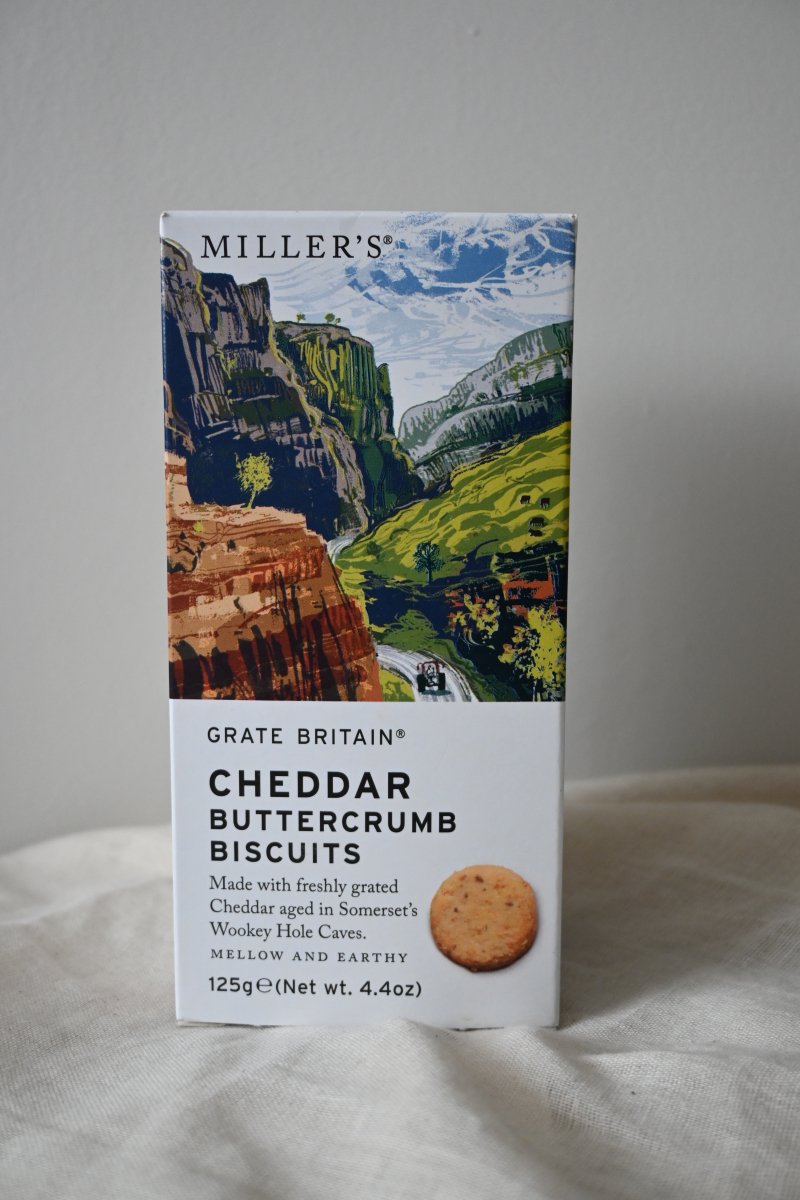 MILLER'S®
GRATE BRITAIN®
CHEDDAR
BUTTERCRUMB
BISCUITS
Made with freshly grated
Cheddar aged in Somerset's
Wookey Hole Caves.
MELLOW AND EARTHY
125g℮(Net wt. 4.4oz)